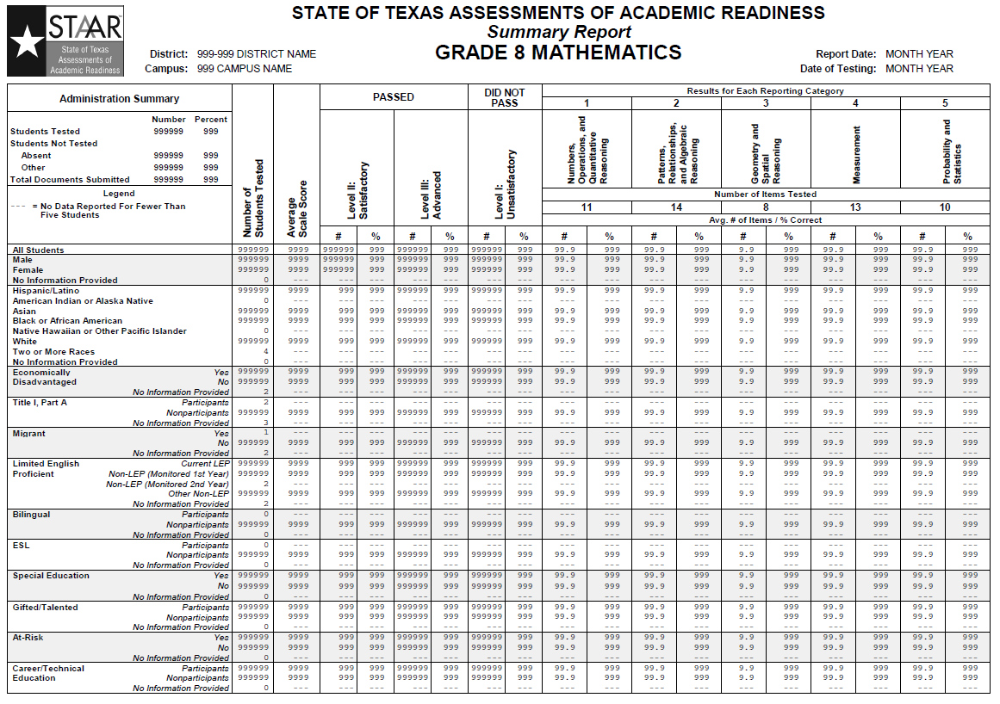 STAAR
State of Texas
Assessments of
Academic Readiness
STATE OF TEXAS ASSESSMENTS OF ACADEMIC READINESS
Summary Report
GRADE 8 MATHEMATICS
District: 999-999 DISTRICT NAME
Campus: 999 CAMPUS NAME
Report Date: MONTH YEAR
Date of Testing: MONTH YEAR
Administration Summary
Number Percent
Students Tested 999999 999
Students Not Tested
Absent 999999 999
Other 999999 999
Total Documents Submitted 999999 999
Legend
--- = No Data Reported For Fewer Than
Five Students
Number of
Students Tested
Average
Scale Score
PASSED
Level II:
Satisfactory
Level III:
Advanced
DID NOT
PASS
Level I:
Unsatisfactory
Results for Each Reporting Category
1 2 3 4 5
Numbers,
Operations, and
Quantitative
Reasoning
Patterns,
Relationships,
and Algebraic
Reasoning
Geometry and
Spatial
Reasoning
Measurement
Probability and
Statistics
Number of Items Tested
11 14 8 13 10
Avg. # of Items / % Correct
# % # % # % # % # % # % # % # %
All Students 999999 9999 999999 999 999999 999 999999 999 99.9 999 99.9 999 9.9 999 99.9 999 99.9 999
Male 999999 9999 999999 999 999999 999 999999 999 99.9 999 99.9 999 9.9 999 99.9 999 99.9 999
Female 999999 9999 999999 999 999999 999 999999 999 99.9 999 99.9 999 9.9 999 99.9 999 99.9 999
No Information Provided 0 --- --- --- --- --- --- --- --- --- --- --- --- --- --- --- --- ---
Hispanic/Latino 999999 9999 999 999 999999 999 999999 999 99.9 999 99.9 999 9.9 999 99.9 999 99.9 999
American Indian or Alaska Native 0 --- --- --- --- --- --- --- --- --- --- --- --- --- --- --- --- ---
Asian 999999 9999 999 999 999999 999 999999 999 99.9 999 99.9 999 9.9 999 99.9 999 99.9 999
Black or African American 999999 9999 999 999 999999 999 999999 999 99.9 999 99.9 999 9.9 999 99.9 999 99.9 999
Native Hawaiian or Other Pacific Islander 0 --- --- --- --- --- --- --- --- --- --- --- --- --- --- --- --- ---
White 999999 9999 999 999 999999 999 999999 999 99.9 999 99.9 999 9.9 999 99.9 999 99.9 999
Two or More Races 4 --- --- --- --- --- --- --- --- --- --- --- --- --- --- --- --- ---
No Information Provided 0 --- --- --- --- --- --- --- --- --- --- --- --- --- --- --- --- ---
Economically Yes 999999 9999 999 999 999999 999 999999 999 99.9 999 99.9 999 9.9 999 99.9 999 99.9 999
Disadvantaged No 999999 9999 999 999 999999 999 999999 999 99.9 999 99.9 999 9.9 999 99.9 999 99.9 999
No Information Provided 2 --- --- --- --- --- --- --- --- --- --- --- --- --- --- --- --- ---
Title I, Part A Participants 2 --- --- --- --- --- --- --- --- --- --- --- --- --- --- --- --- ---
Nonparticipants 999999 9999 999 999 999999 999 999999 999 99.9 999 99.9 999 9.9 999 99.9 999 99.9 999
No Information Provided 3 --- --- --- --- --- --- --- --- --- --- --- --- --- --- --- --- ---
Migrant Yes 1 --- --- --- --- --- --- --- --- --- --- --- --- --- --- --- --- ---
No 999999 9999 999 999 999999 999 999999 999 99.9 999 99.9 999 9.9 999 99.9 999 99.9 999
No Information Provided 2 --- --- --- --- --- --- --- --- --- --- --- --- --- --- --- --- ---
Limited English Current LEP 999999 9999 999 999 999999 999 999999 999 99.9 999 99.9 999 9.9 999 99.9 999 99.9 999
Proficient Non-LEP (Monitored 1st Year) 999999 9999 999 999 999999 999 999999 999 99.9 999 99.9 999 9.9 999 99.9 999 99.9 999
Non-LEP (Monitored 2nd Year) 2 --- --- --- --- --- --- --- --- --- --- --- --- --- --- --- --- ---
Other Non-LEP 999999 9999 999 999 999999 999 999999 999 99.9 999 99.9 999 9.9 999 99.9 999 99.9 999
No Information Provided 2 --- --- --- --- --- --- --- --- --- --- --- --- --- --- --- --- ---
Bilingual Participants 0 --- --- --- --- --- --- --- --- --- --- --- --- --- --- --- --- ---
Nonparticipants 999999 9999 999 999 999999 999 999999 999 99.9 999 99.9 999 9.9 999 99.9 999 99.9 999
No Information Provided 0 --- --- --- --- --- --- --- --- --- --- --- --- --- --- --- --- ---
ESL Participants 0 --- --- --- --- --- --- --- --- --- --- --- --- --- --- --- --- ---
Nonparticipants 999999 9999 999 999 999999 999 999999 999 99.9 999 99.9 999 9.9 999 99.9 999 99.9 999
No Information Provided 0 --- --- --- --- --- --- --- --- --- --- --- --- --- --- --- --- ---
Special Education Yes 999999 9999 999 999 999999 999 999999 999 99.9 999 99.9 999 9.9 999 99.9 999 99.9 999
No 999999 9999 999 999 999999 999 999999 999 99.9 999 99.9 999 9.9 999 99.9 999 99.9 999
No Information Provided 0 --- --- --- --- --- --- --- --- --- --- --- --- --- --- --- --- ---
Gifted/Talented Participants 999999 9999 999 999 999999 999 999999 999 99.9 999 99.9 999 9.9 999 99.9 999 99.9 999
Nonparticipants 999999 9999 999 999 999999 999 999999 999 99.9 999 99.9 999 9.9 999 99.9 999 99.9 999
No Information Provided 0 --- --- --- --- --- --- --- --- --- --- --- --- --- --- --- --- ---
At-Risk Yes 999999 9999 999 999 999999 999 999999 999 99.9 999 99.9 999 9.9 999 99.9 999 99.9 999
No 999999 9999 999 999 999999 999 999999 999 99.9 999 99.9 999 9.9 999 99.9 999 99.9 999
No Information Provided 0 --- --- --- --- --- --- --- --- --- --- --- --- --- --- --- --- ---
Career/Technical Participants 999999 9999 999 999 999999 999 999999 999 99.9 999 99.9 999 9.9 999 99.9 999 99.9 999
Education Nonparticipants 999999 9999 999 999 999999 999 999999 999 99.9 999 99.9 999 9.9 999 99.9 999 99.9 999
No Information Provided 0 --- --- --- --- --- --- --- --- --- --- --- --- --- --- --- --- ---